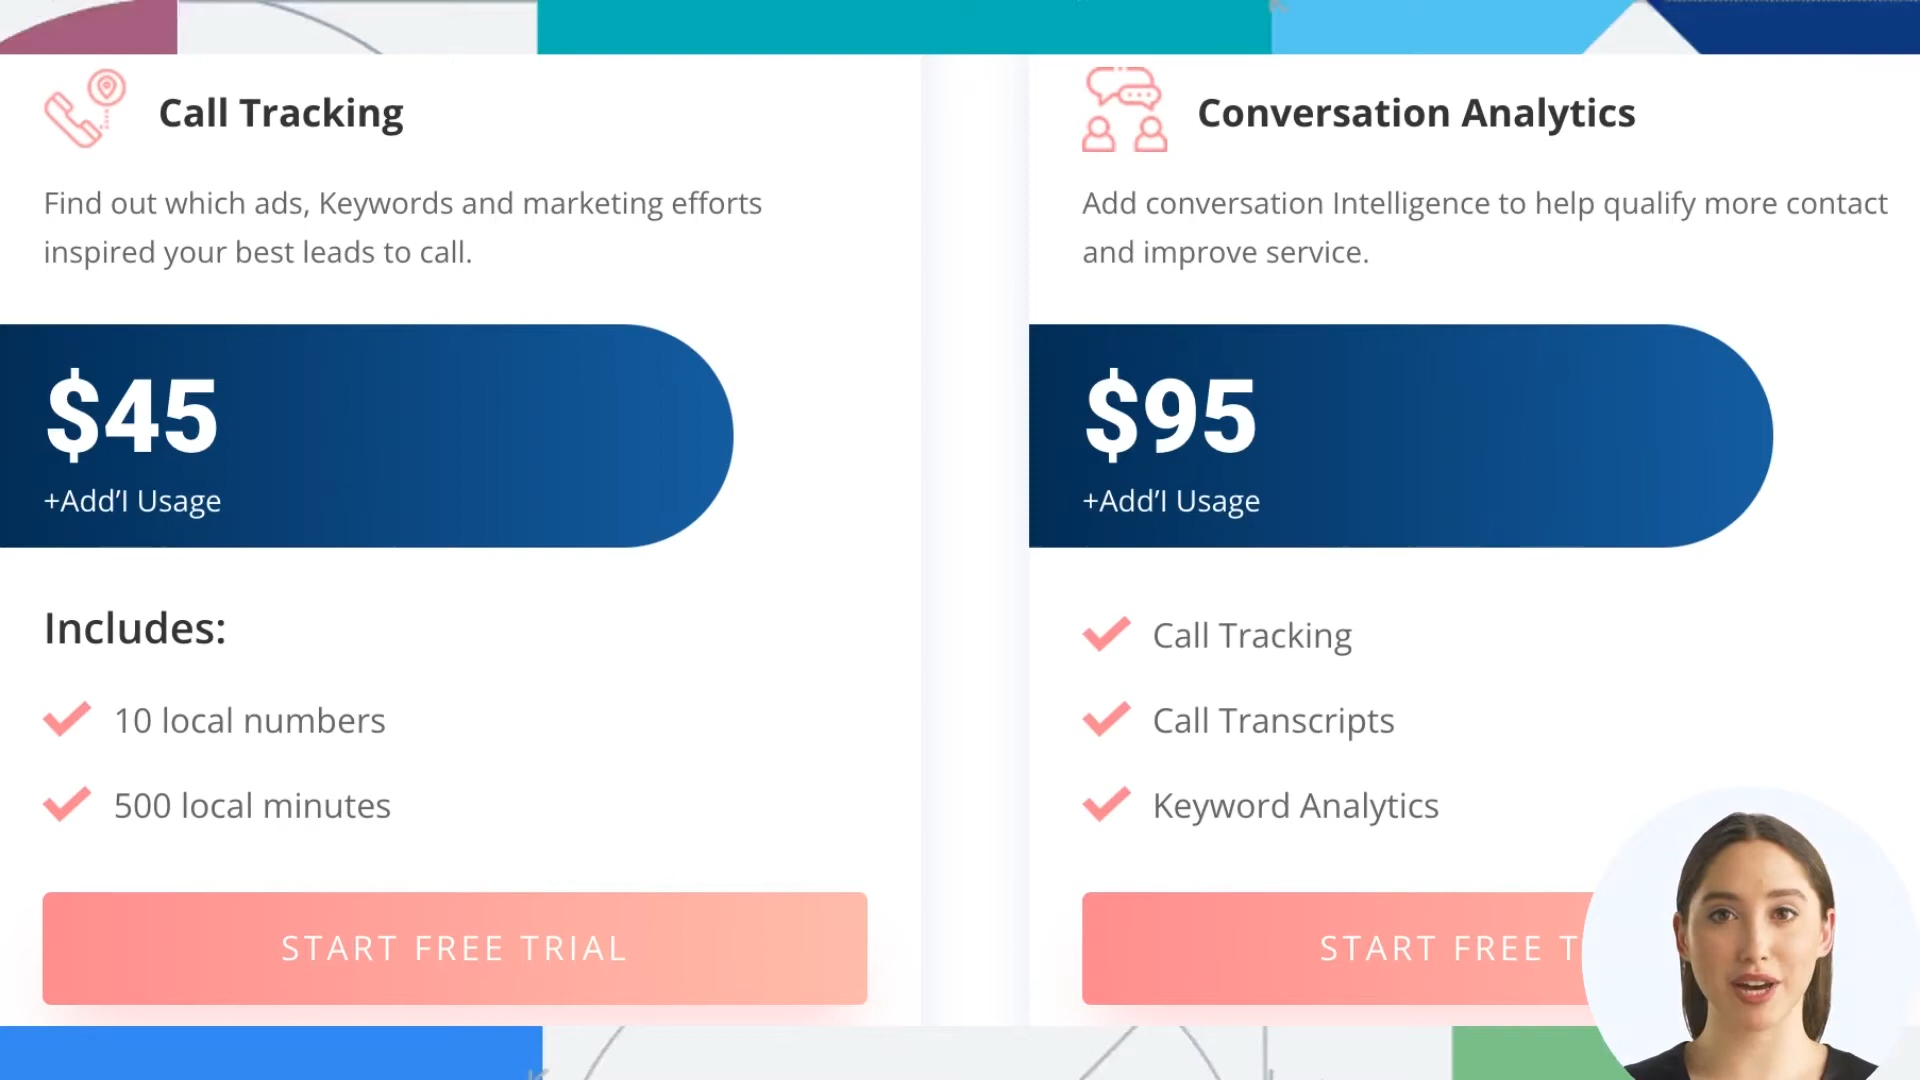 Call Tracking
Find out which ads, Keywords and marketing efforts
inspired your best leads to call.
$45
+Add’I Usage
Includes:
10 local numbers
500 local minutes
START FREE TRIAL
Conversation Analytics
Add conversation Intelligence to help qualify more contact
and improve service.
$95
+Add’I Usage
Call Tracking
Call Transcripts
Keyword Analytics
START FREE T